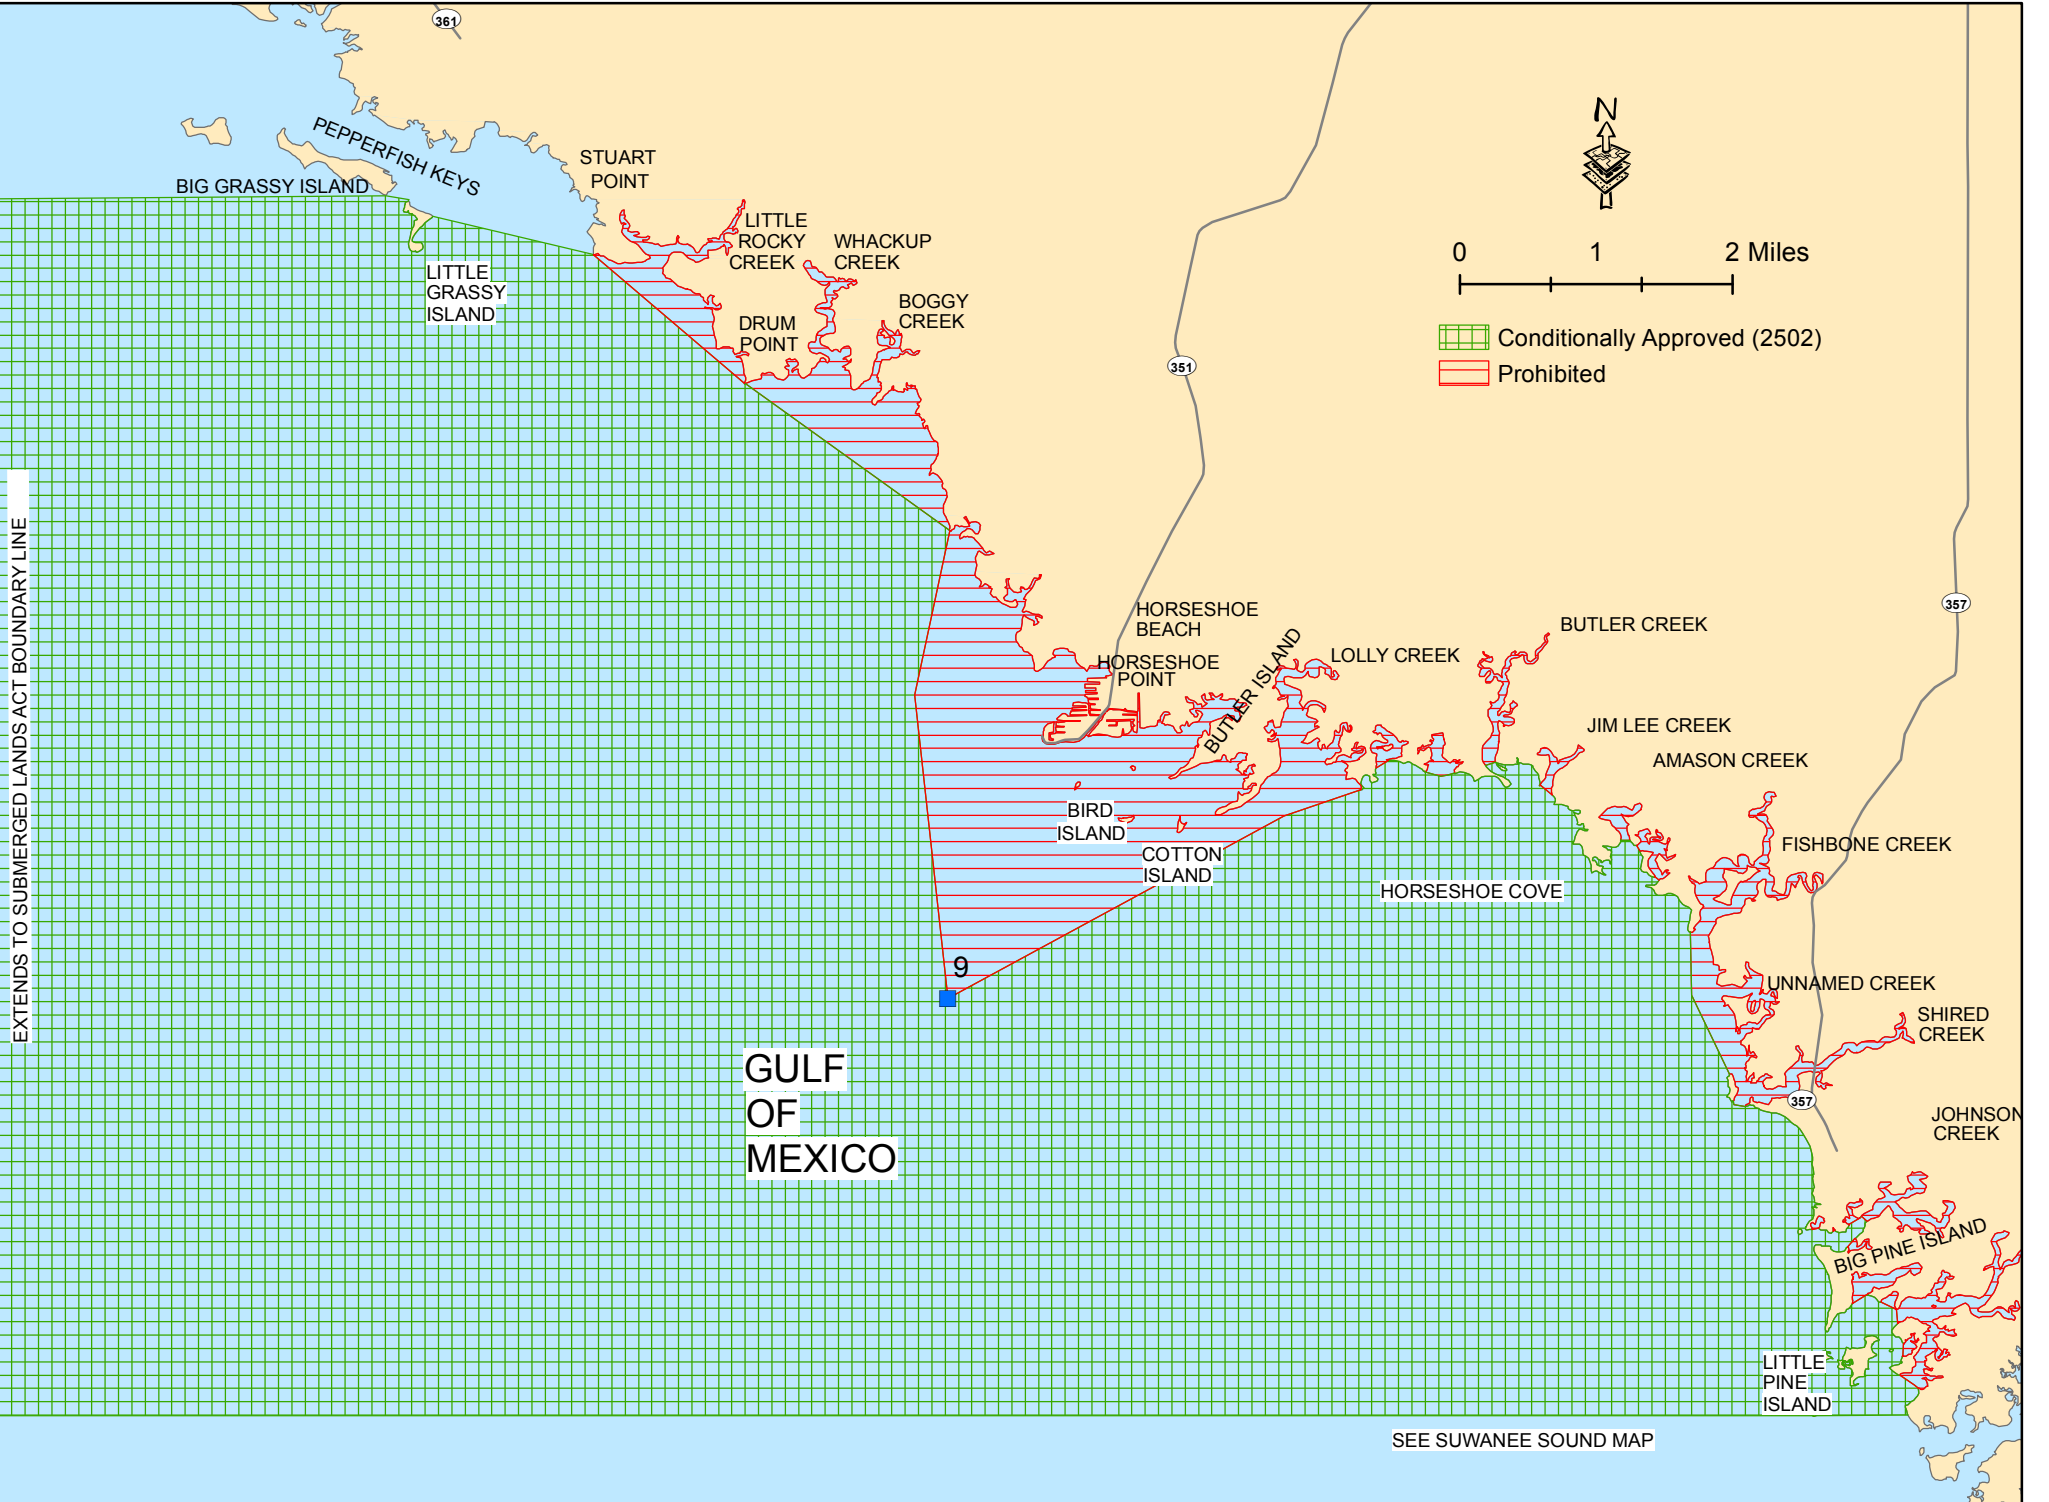 361
N
PEPPERFISH KEYS
STUART
POINT
BIG GRASSY ISLAND
LITTLE
ROCKY
CREEK
WHACKUP
CREEK
0 1 2 Miles
LITTLE
GRASSY
ISLAND
BOGGY
CREEK
DRUM
POINT
Conditionally Approved (2502)
351
Prohibited
EXTENDS TO SUBMERGED LANDS ACT BOUNDARY LINE
357
HORSESHOE
BEACH
BUTLER CREEK
BUTLER ISLAND
LOLLY CREEK
HORSESHOE
POINT
JIM LEE CREEK
AMASON CREEK
BIRD
ISLAND
FISHBONE CREEK
COTTON
ISLAND
HORSESHOE COVE
9
UNNAMED CREEK
SHIRED
CREEK
GULF
OF
MEXICO
357
JOHNSON
CREEK
BIG PINE ISLAND
LITTLE
PINE
ISLAND
SEE SUWANEE SOUND MAP